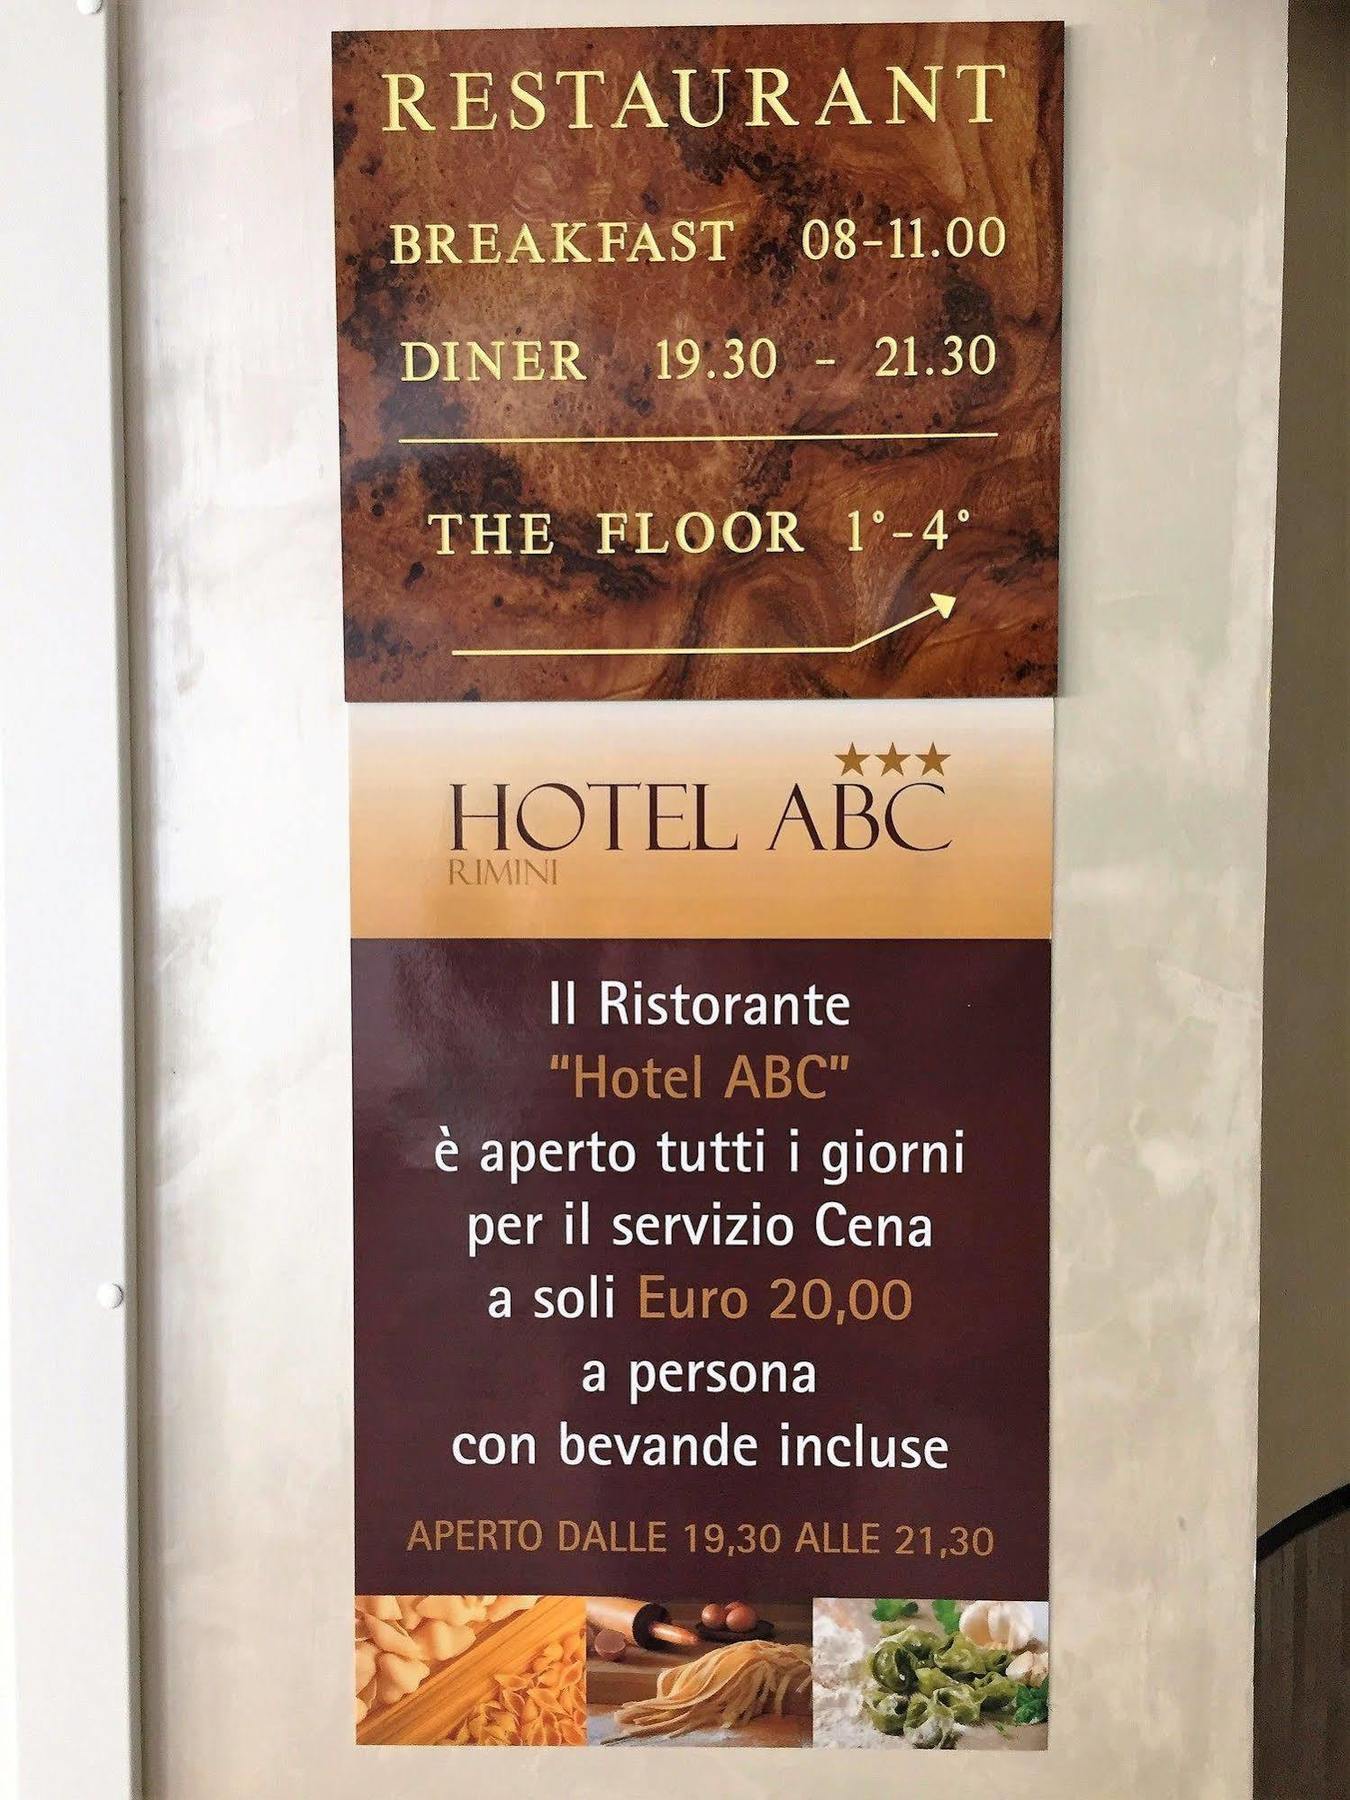 RESTAURANT
BREAKFAST 08-11.00
DINER 19.30 - 21.30
THE FLOOR 1°-4°
HOTEL ABC
RIMINI
Il Ristorante
“Hotel ABC”
è aperto tutti i giorni
per il servizio Cena
a soli Euro 20,00
a persona
con bevande incluse
APERTO DALLE 19,30 ALLE 21,30